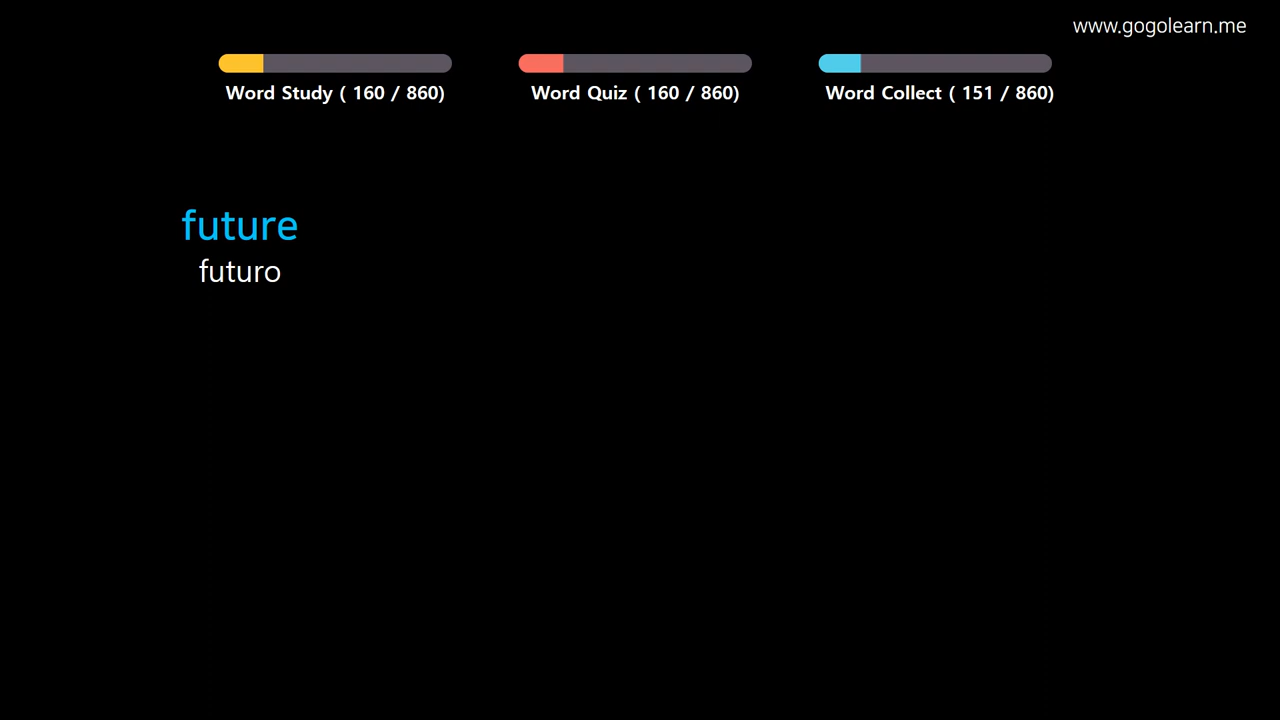 www.gogolearn.me
Word Study ( 160 / 860)
Word Quiz ( 160 / 860)
Word Collect ( 151 / 860)
future
futuro